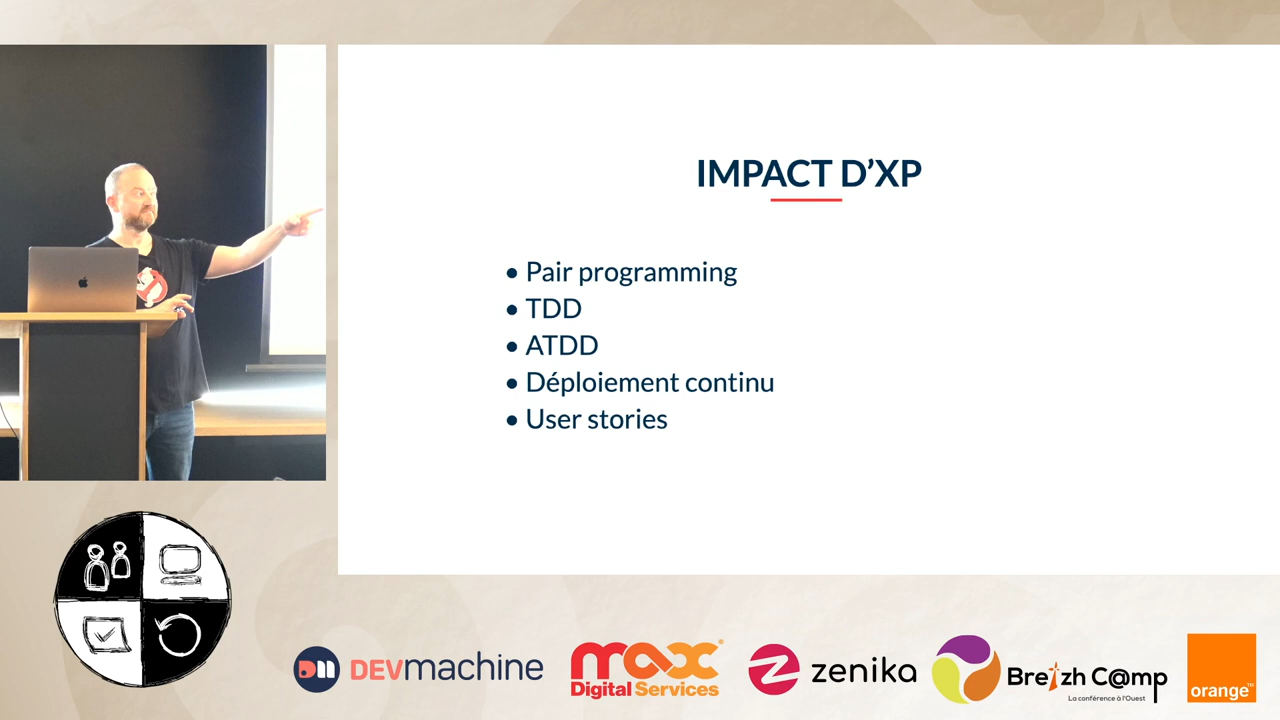 IMPACT D’XP
• Pair programming
• TDD
• ATDD
• Déploiement continu
• User stories
DEVmachine
max
Digital Services
zenika
Breizh C@mp
La conférence à l'Ouest
orange™